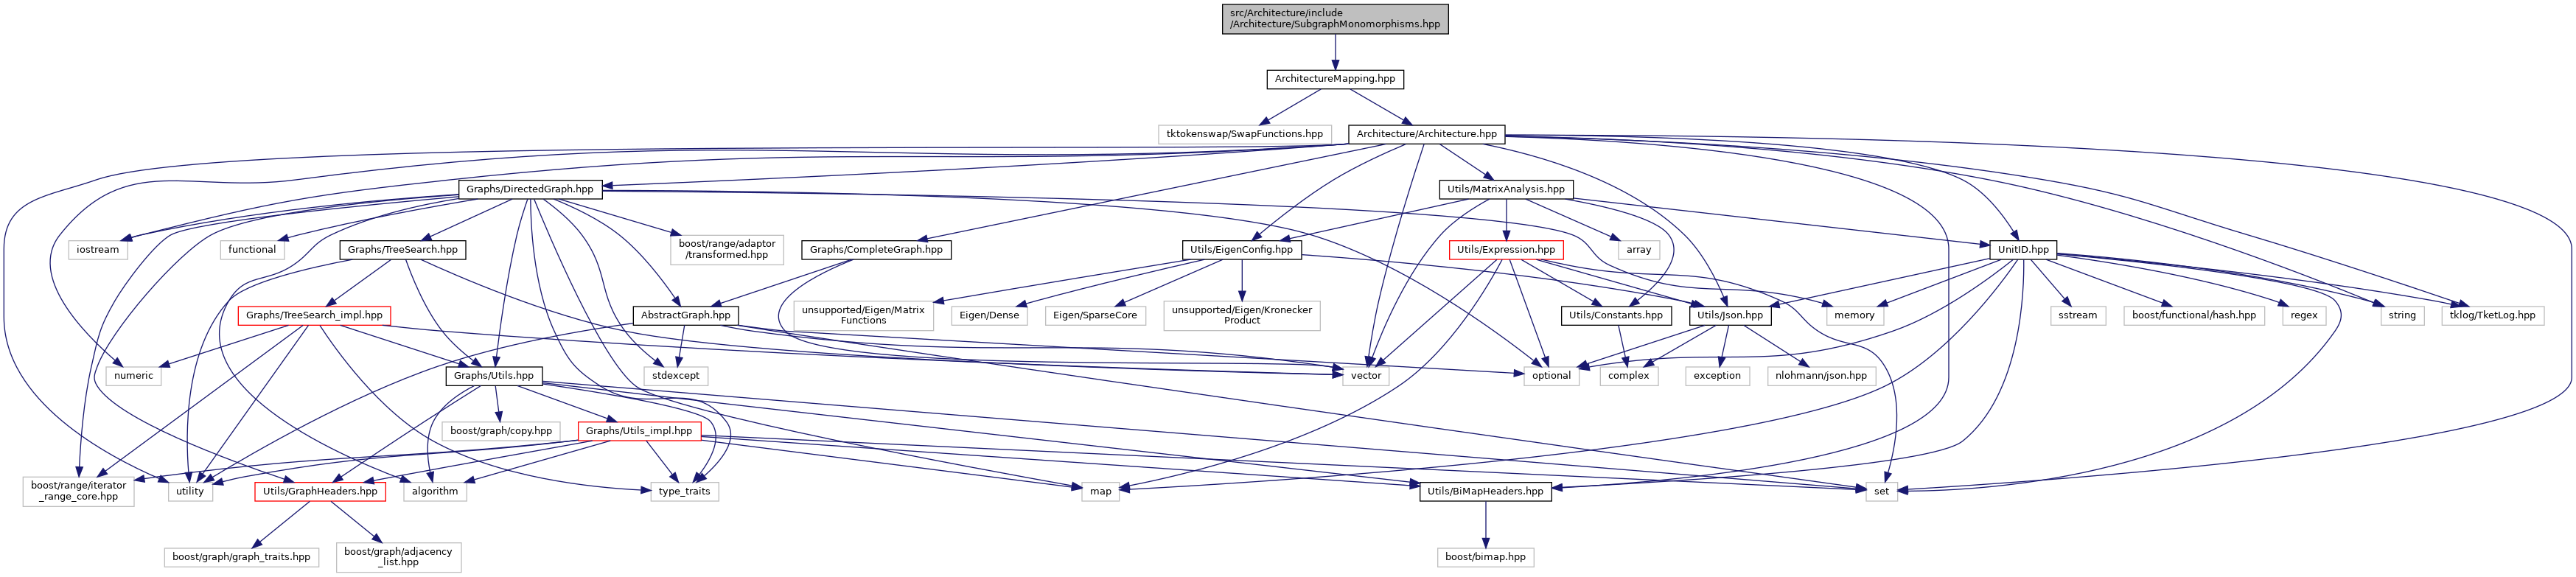 src/Architecture/include
/Architecture/SubgraphMonomorphisms.hpp
ArchitectureMapping.hpp
tktokenswap/SwapFunctions.hpp
Architecture/Architecture.hpp
Graphs/DirectedGraph.hpp
Utils/MatrixAnalysis.hpp
iostream
functional
Graphs/TreeSearch.hpp
boost/range/adaptor
/transformed.hpp
Graphs/CompleteGraph.hpp
Utils/EigenConfig.hpp
Utils/Expression.hpp
array
UnitID.hpp
Graphs/TreeSearch_impl.hpp
AbstractGraph.hpp
unsupported/Eigen/Matrix
Functions
Eigen/Dense
Eigen/SparseCore
unsupported/Eigen/Kronecker
Product
Utils/Constants.hpp
Utils/Json.hpp
memory
sstream
boost/functional/hash.hpp
regex
string
tklog/TketLog.hpp
numeric
Graphs/Utils.hpp
stdexcept
vector
optional
complex
exception
nlohmann/json.hpp
boost/graph/copy.hpp
Graphs/Utils_impl.hpp
boost/range/iterator
_range_core.hpp
utility
Utils/GraphHeaders.hpp
algorithm
type_traits
map
Utils/BiMapHeaders.hpp
set
boost/graph/graph_traits.hpp
boost/graph/adjacency
_list.hpp
boost/bimap.hpp